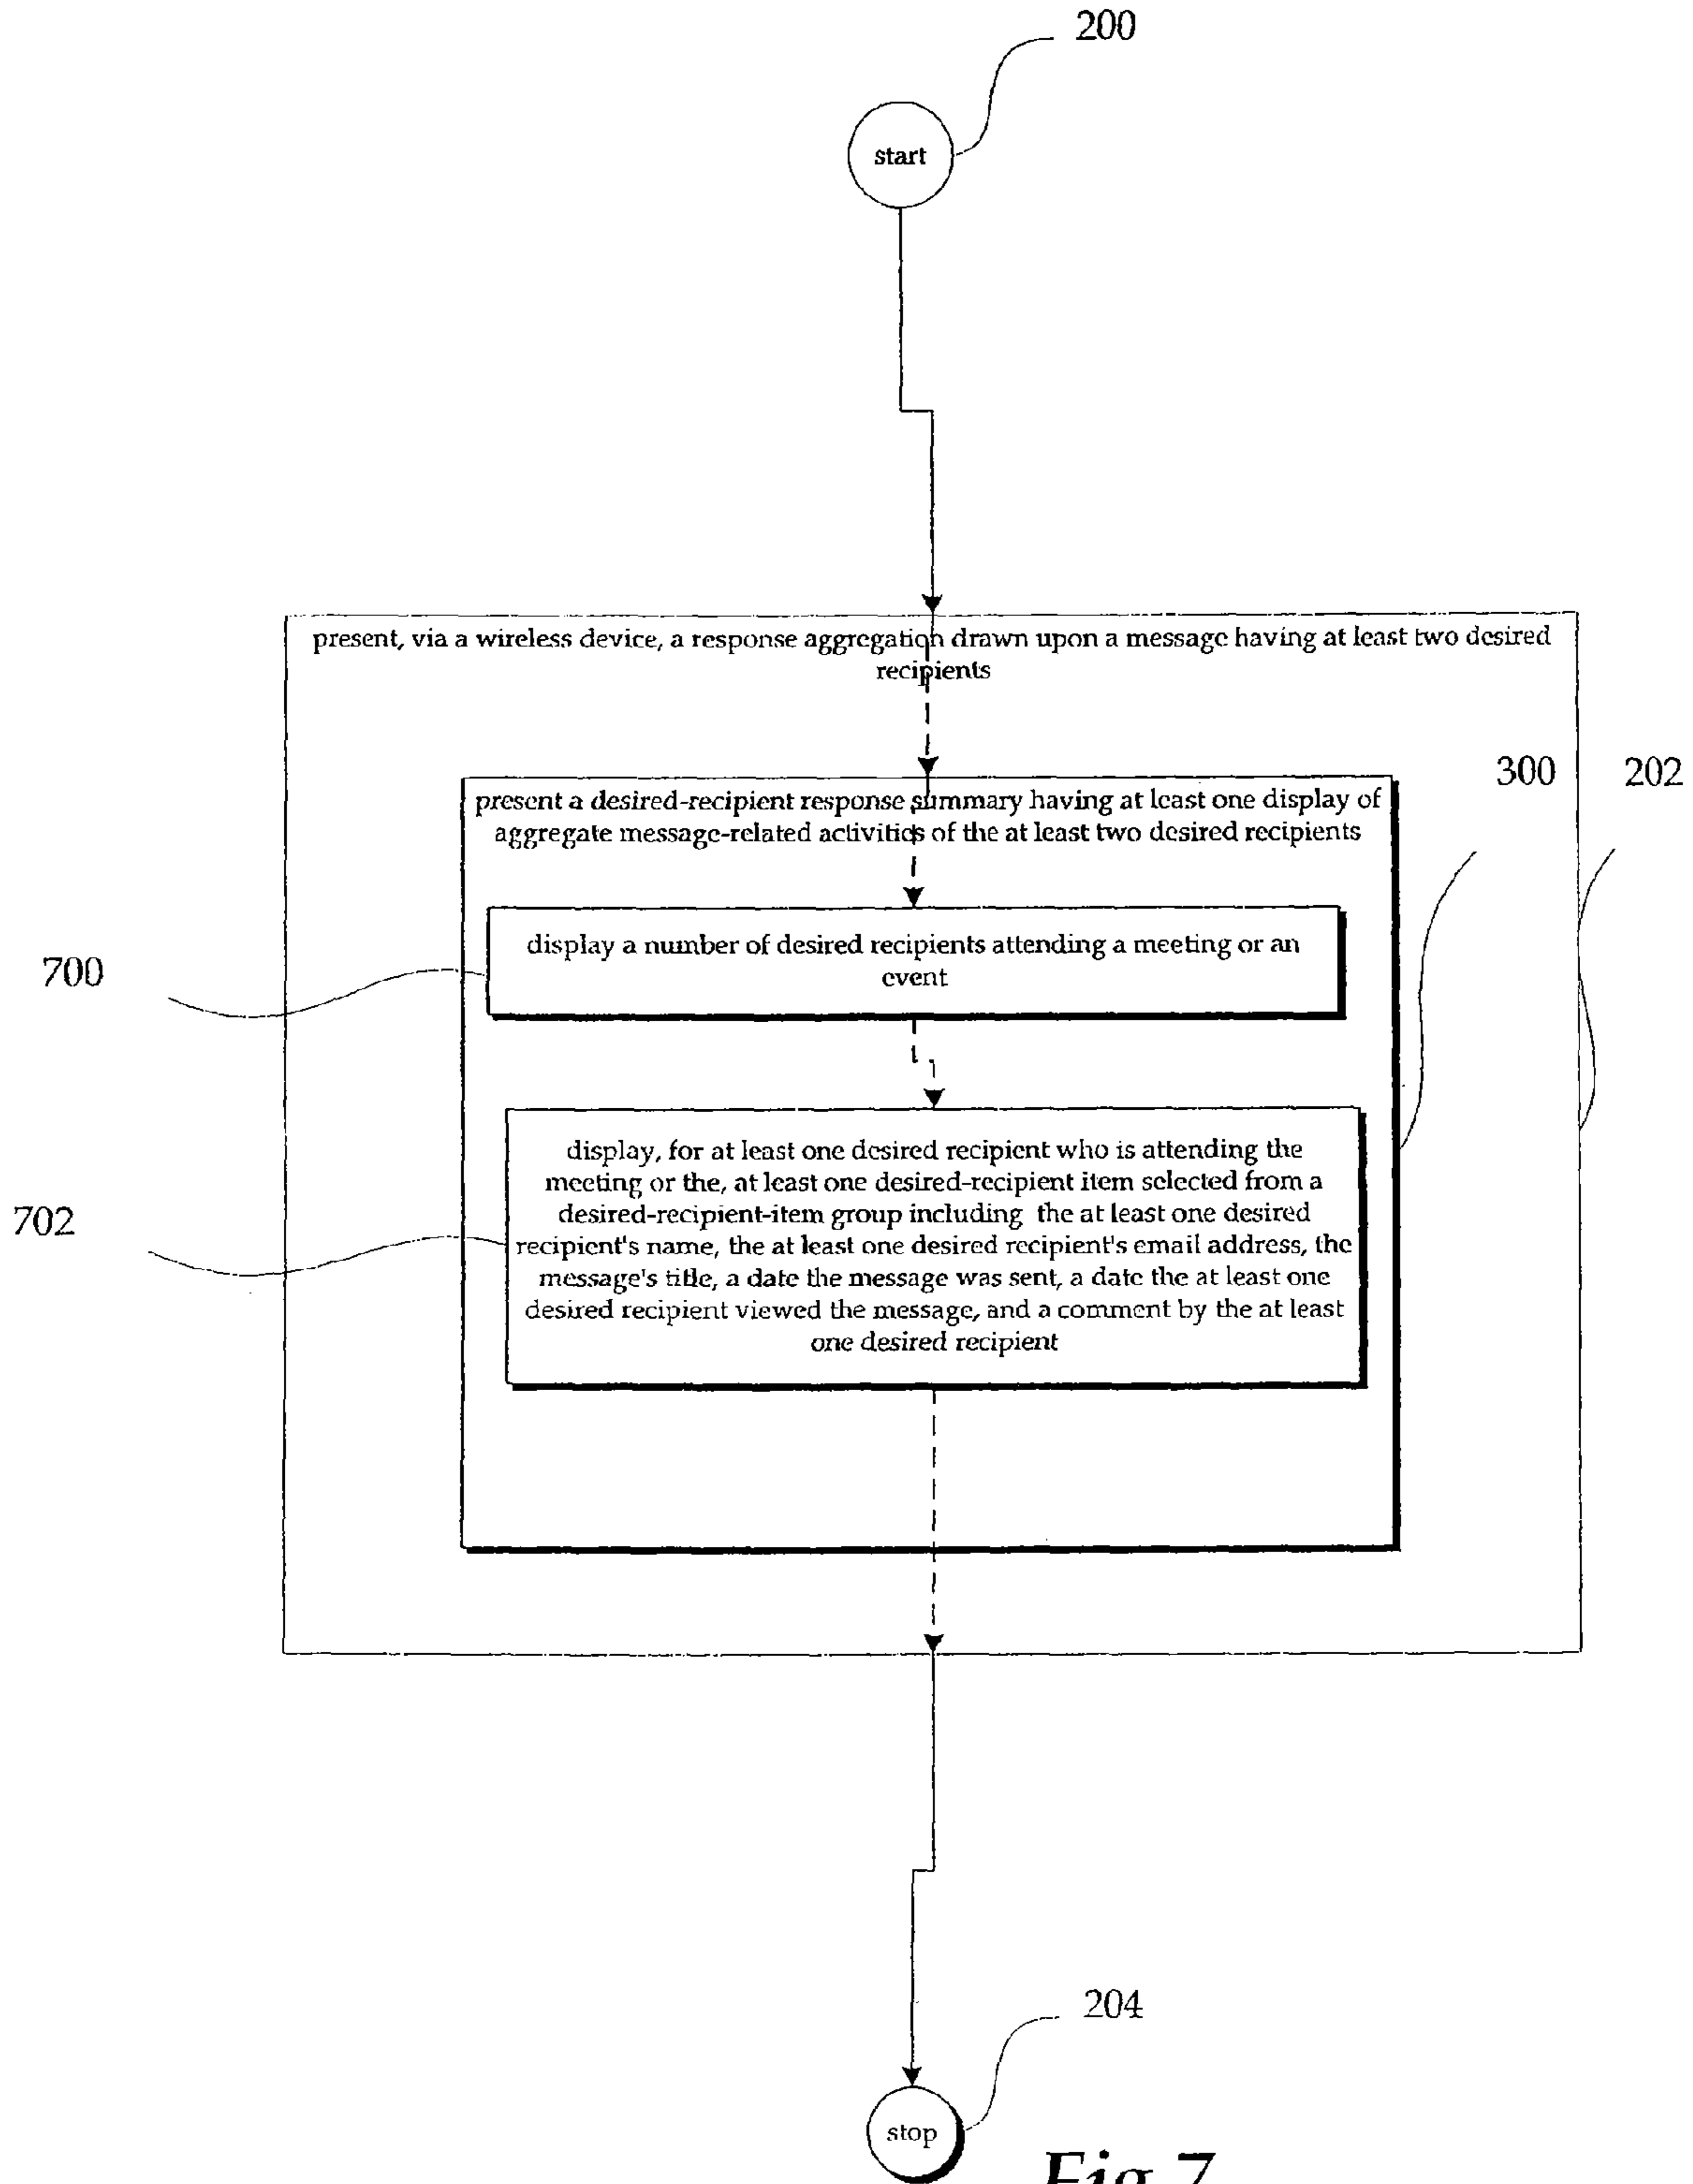 200
start
present, via a wireless device, a response aggregation drawn upon a message having at least two desired
recipients
300
202
present a desired-recipient response summary having at least one display of
aggregate message-related activities of the at least two desired recipients
700
display a number of desired recipients attending a meeting or an
event
702
display, for at least one desired recipient who is attending the
meeting or the, at least one desired-recipient item selected from a
desired-recipient-item group including the at least one desired
recipient's name, the at least one desired recipient's email address, the
message's title, a date the message was sent, a date the at least one
desired recipient viewed the message, and a comment by the at least
one desired recipient
204
stop
Fig 7